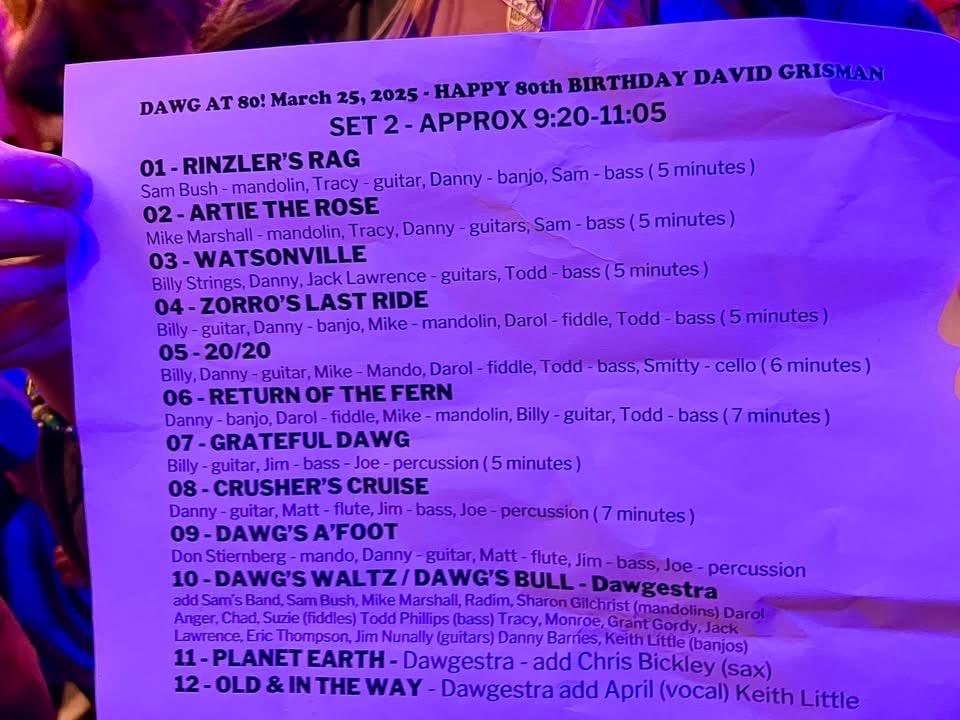 DAWG AT 80! March 25, 2025 - HAPPY 80th BIRTHDAY DAVID GRISMAN
SET 2 - APPROX 9:20-11:05
01 - RINZLER'S RAG
Sam Bush - mandolin, Tracy - guitar, Danny - banjo, Sam - bass ( 5 minutes )
02 - ARTIE THE ROSE
Mike Marshall - mandolin, Tracy, Danny - guitars, Sam - bass ( 5 minutes )
03 - WATSONVILLE
Billy Strings, Danny, Jack Lawrence - guitars, Todd - bass ( 5 minutes )
04 - ZORRO'S LAST RIDE
Billy - guitar, Danny - banjo, Mike - mandolin, Darol - fiddle, Todd - bass ( 5 minutes )
05 - 20/20
Billy, Danny - guitar, Mike - Mando, Darol - fiddle, Todd - bass, Smitty - cello ( 6 minutes )
06 - RETURN OF THE FERN
Danny - banjo, Darol - fiddle, Mike - mandolin, Billy - guitar, Todd - bass ( 7 minutes )
07 - GRATEFUL DAWG
Billy - guitar, Jim - bass - Joe - percussion ( 5 minutes )
08 - CRUSHER'S CRUISE
Danny - guitar, Matt - flute, Jim - bass, Joe - percussion ( 7 minutes )
09 - DAWG'S A'FOOT
Don Stiernberg - mando, Danny - guitar, Matt - flute, Jim - bass, Joe - percussion
10 - DAWG'S WALTZ / DAWG'S BULL - Dawgestra
add Sam's Band, Sam Bush, Mike Marshall, Radim, Sharon Gilchrist (mandolins) Darol
Anger, Chad, Suzie (fiddles) Todd Phillips (bass) Tracy, Monroe, Grant Gordy, Jack
Lawrence, Eric Thompson, Jim Nunally (guitars) Danny Barnes, Keith Little (banjos)
11 - PLANET EARTH - Dawgestra - add Chris Bickley (sax)
12 - OLD & IN THE WAY - Dawgestra add April (vocal) Keith Little